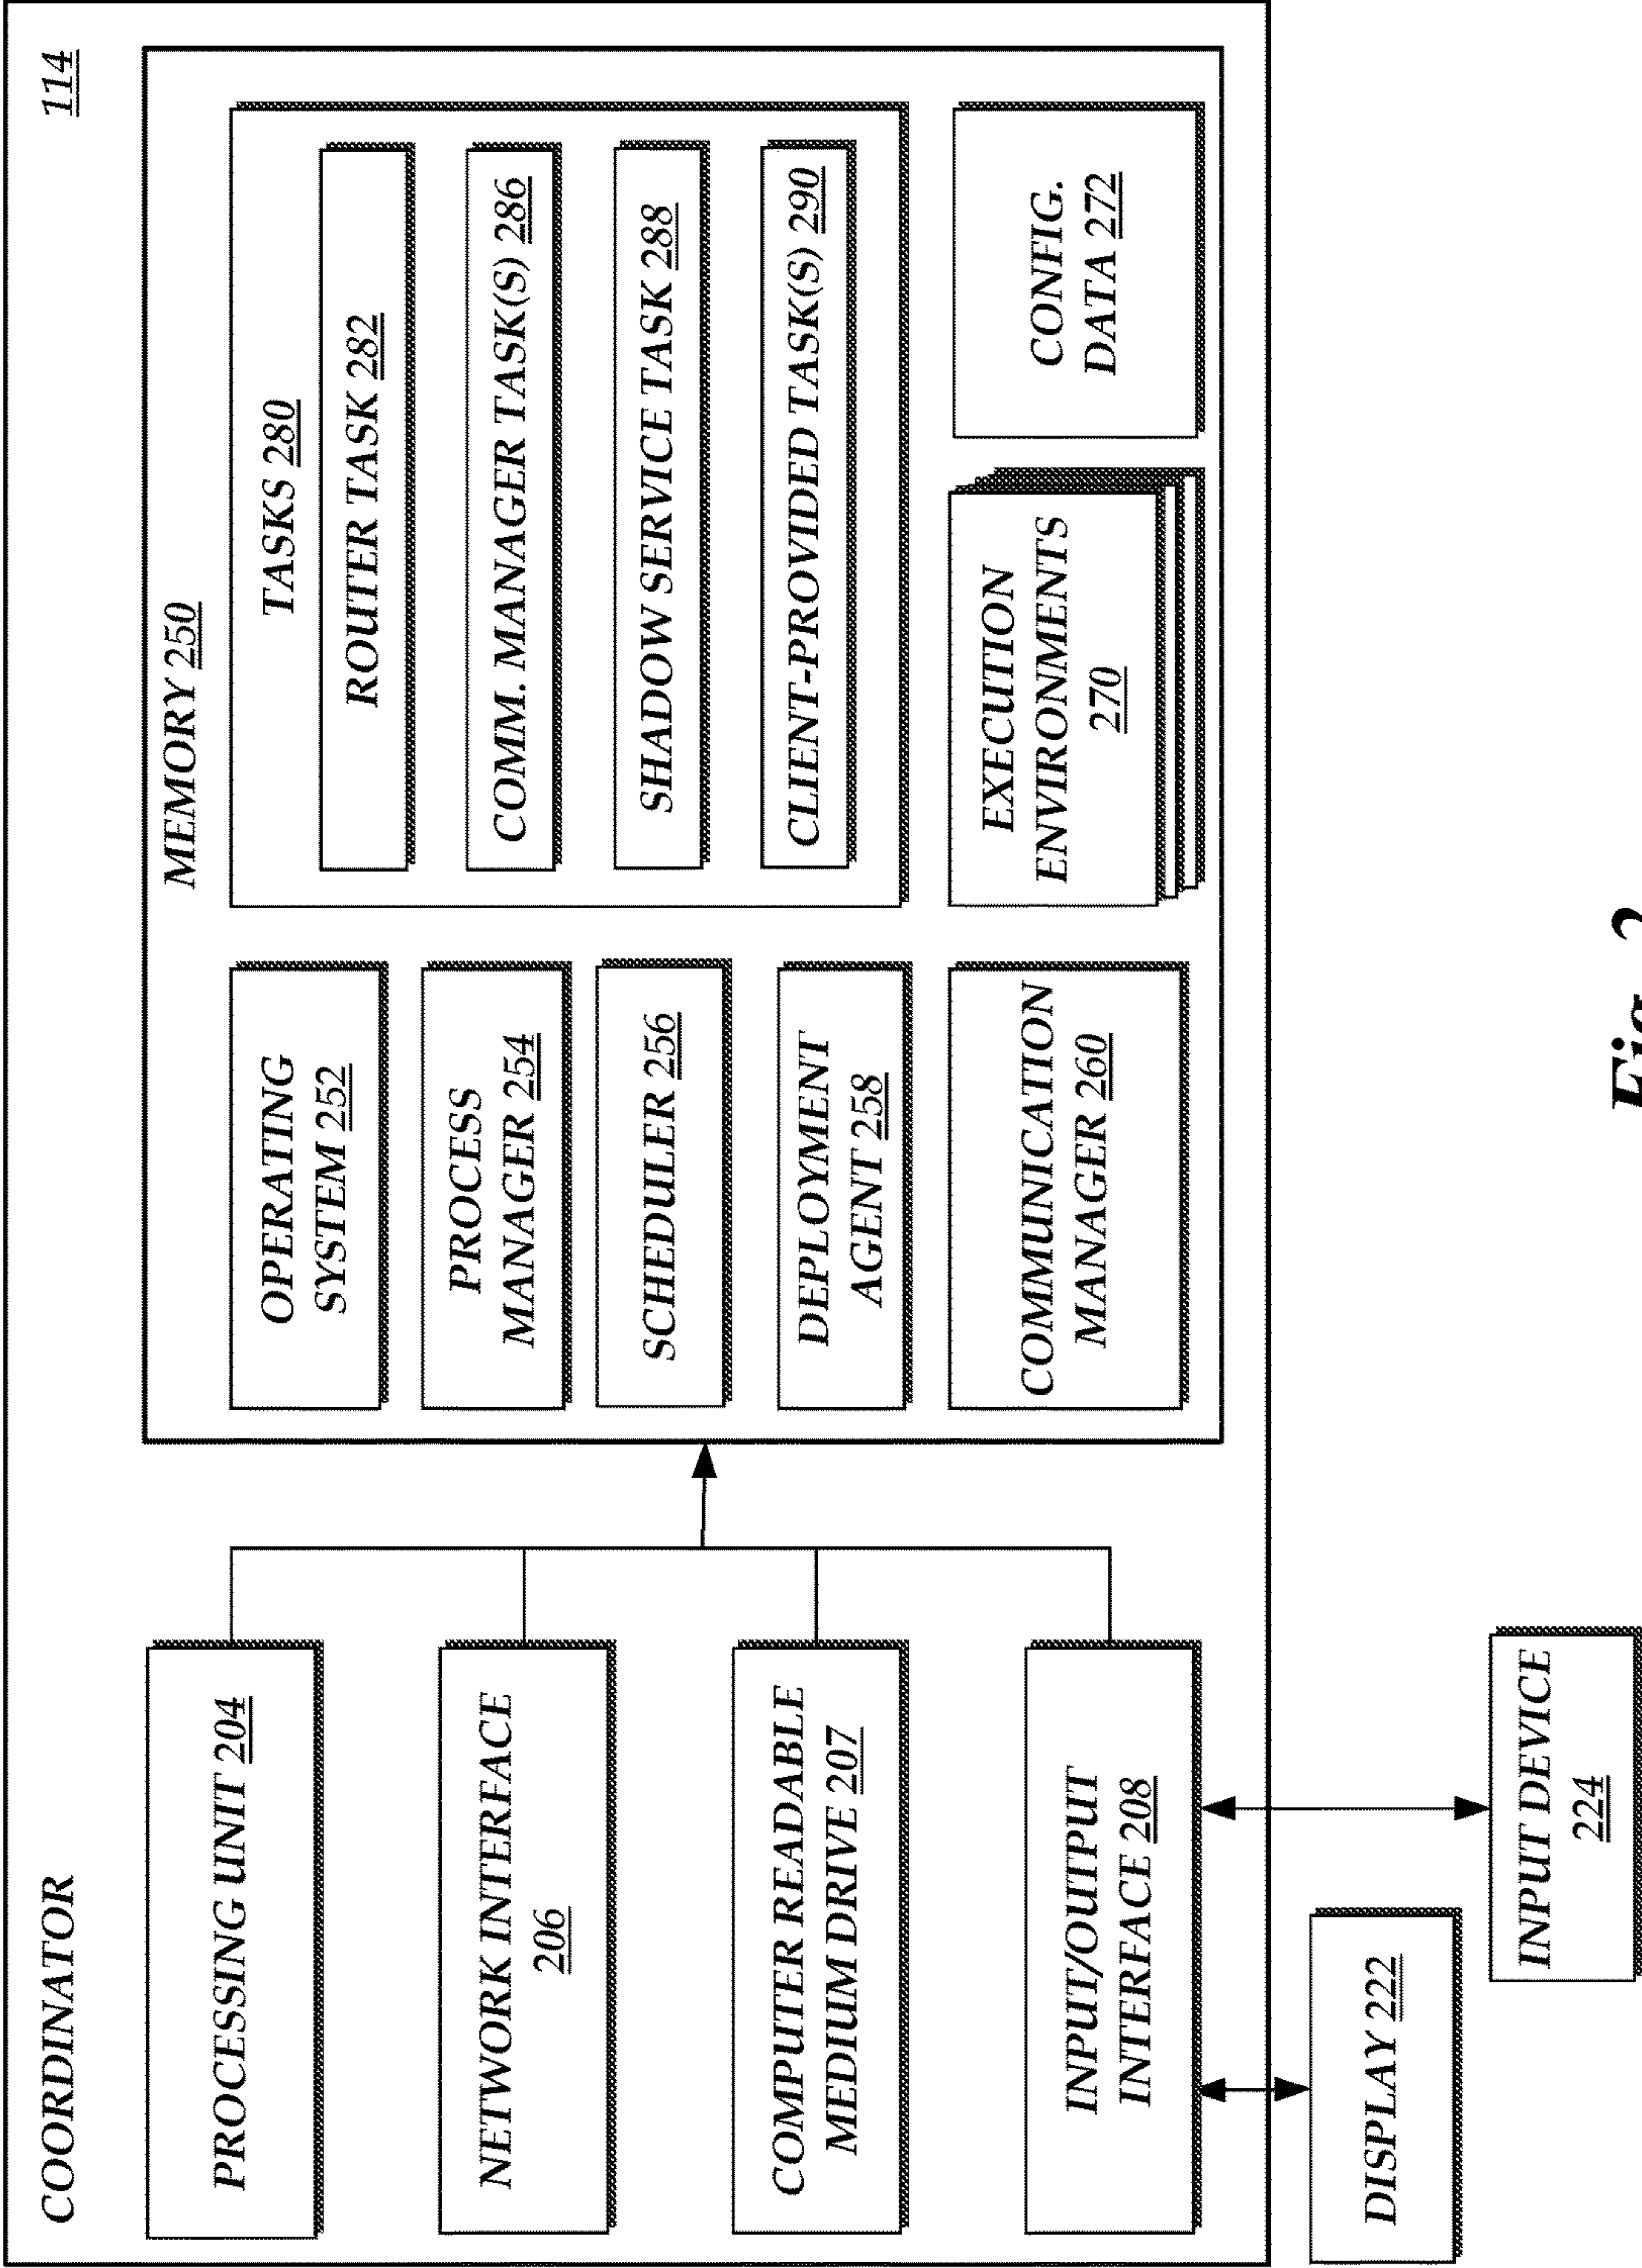 COORDINATOR
114
PROCESSING UNIT 204
NETWORK INTERFACE
206
COMPUTER READABLE
MEDIUM DRIVE 207
INPUT/OUTPUT
INTERFACE 208
DISPLAY 222
INPUT DEVICE
224
MEMORY 250
OPERATING
SYSTEM 252
PROCESS
MANAGER 254
SCHEDULER 256
DEPLOYMENT
AGENT 258
COMMUNICATION
MANAGER 260
TASKS 280
ROUTER TASK 282
COMM. MANAGER TASK(S) 286
SHADOW SERVICE TASK 288
CLIENT-PROVIDED TASK(S) 290
EXECUTION
ENVIRONMENTS
270
CONFIG.
DATA 272
Fig. 2